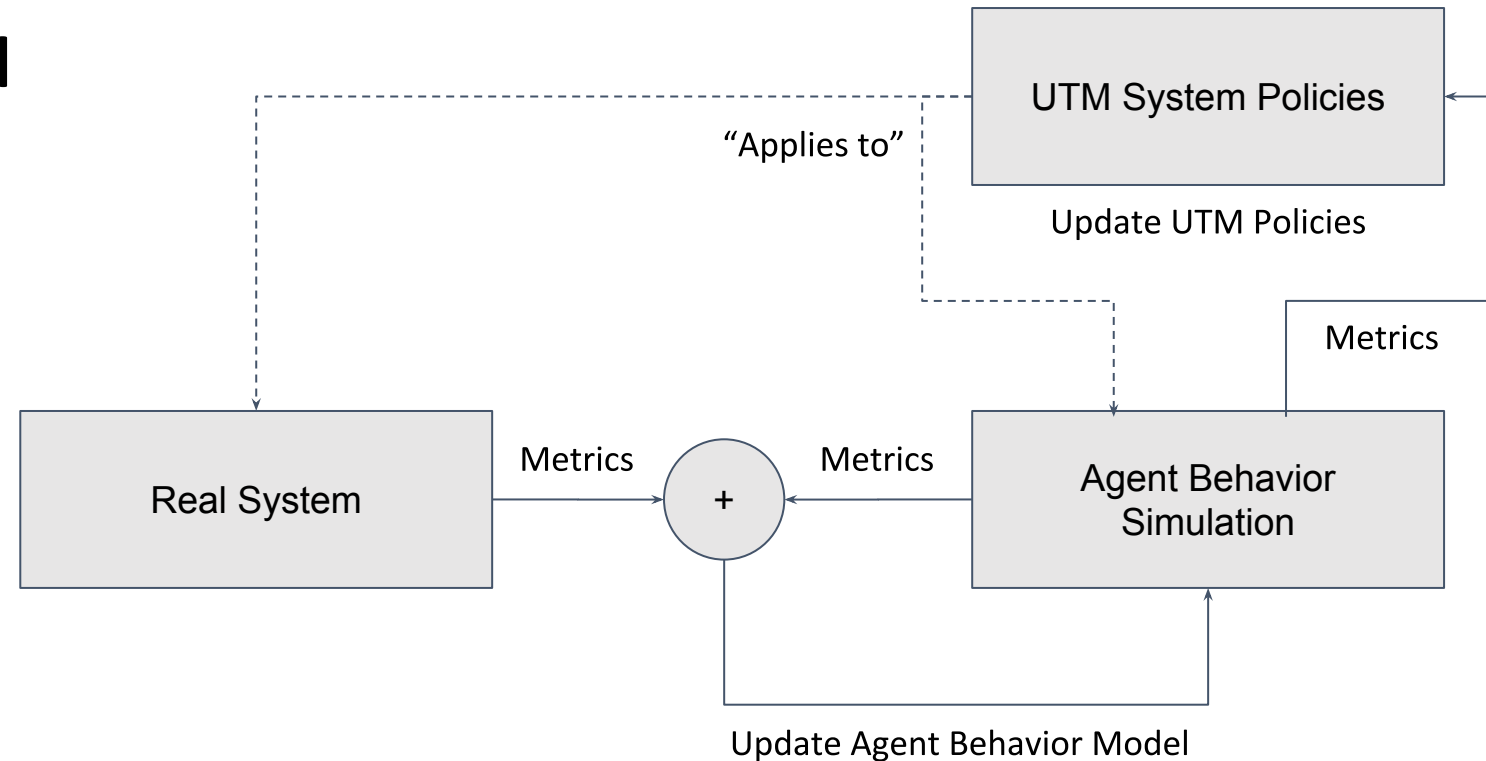 UTM System Policies
“Applies to”
Update UTM Policies
Metrics
Metrics
Metrics
Real System
+
Agent Behavior
Simulation
Update Agent Behavior Model